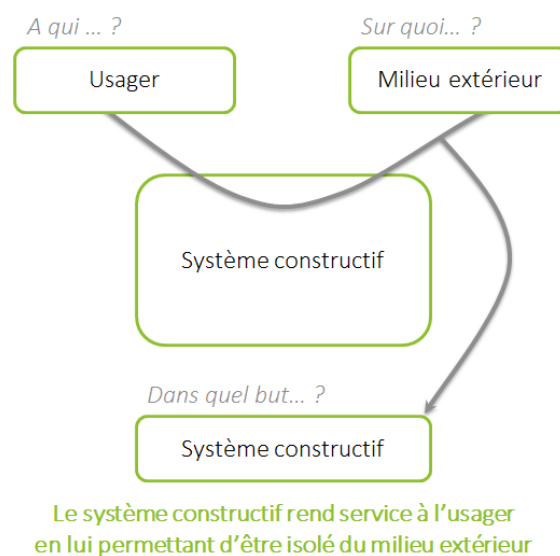 A qui ... ?
Sur quoi... ?
Usager
Milieu extérieur
Système constructif
Dans quel but... ?
Système constructif
Le système constructif rend service à l'usager
en lui permettant d'être isolé du milieu extérieur